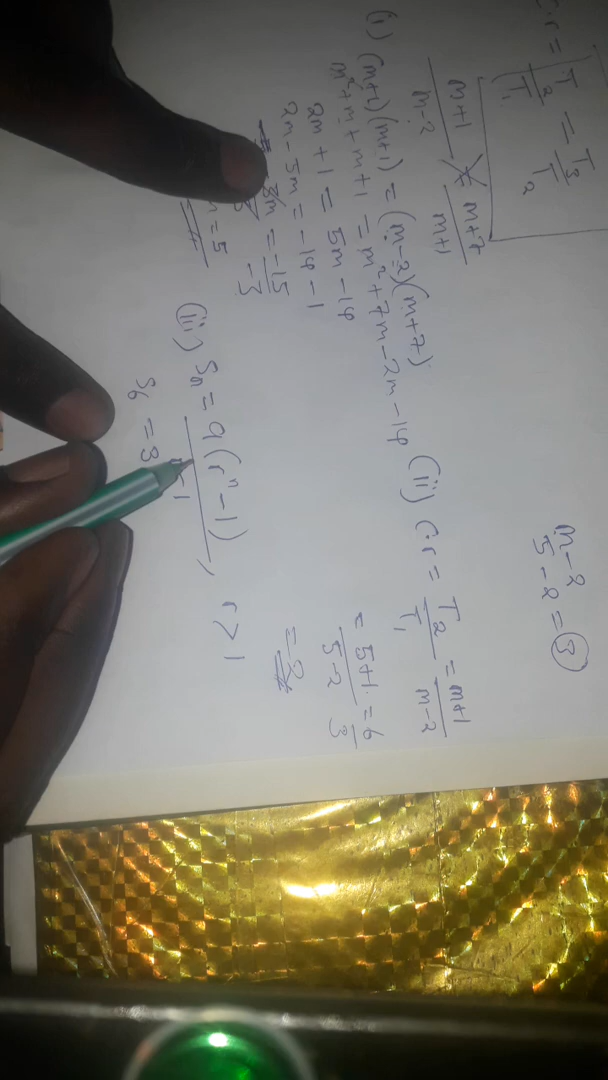 C.r = T2/T1 = T3/T2
m-2
5-2 = 3
m+1/m-2 = m+7/m+1
(i) (m+1)(m+1) = (m-2)(m+7)
m²+m+m+1 = m²+7m-2m-14
2m+1 = 5m-14
2m-5m = -14-1
-3m = -15
-3
m=5
(ii) C.r = T2/T1 = m+1/m-2
= 5+1/5-2 = 6/3
= 2
(iii) Sn = a(rⁿ-1)/r-1, r>1
S6 = 3